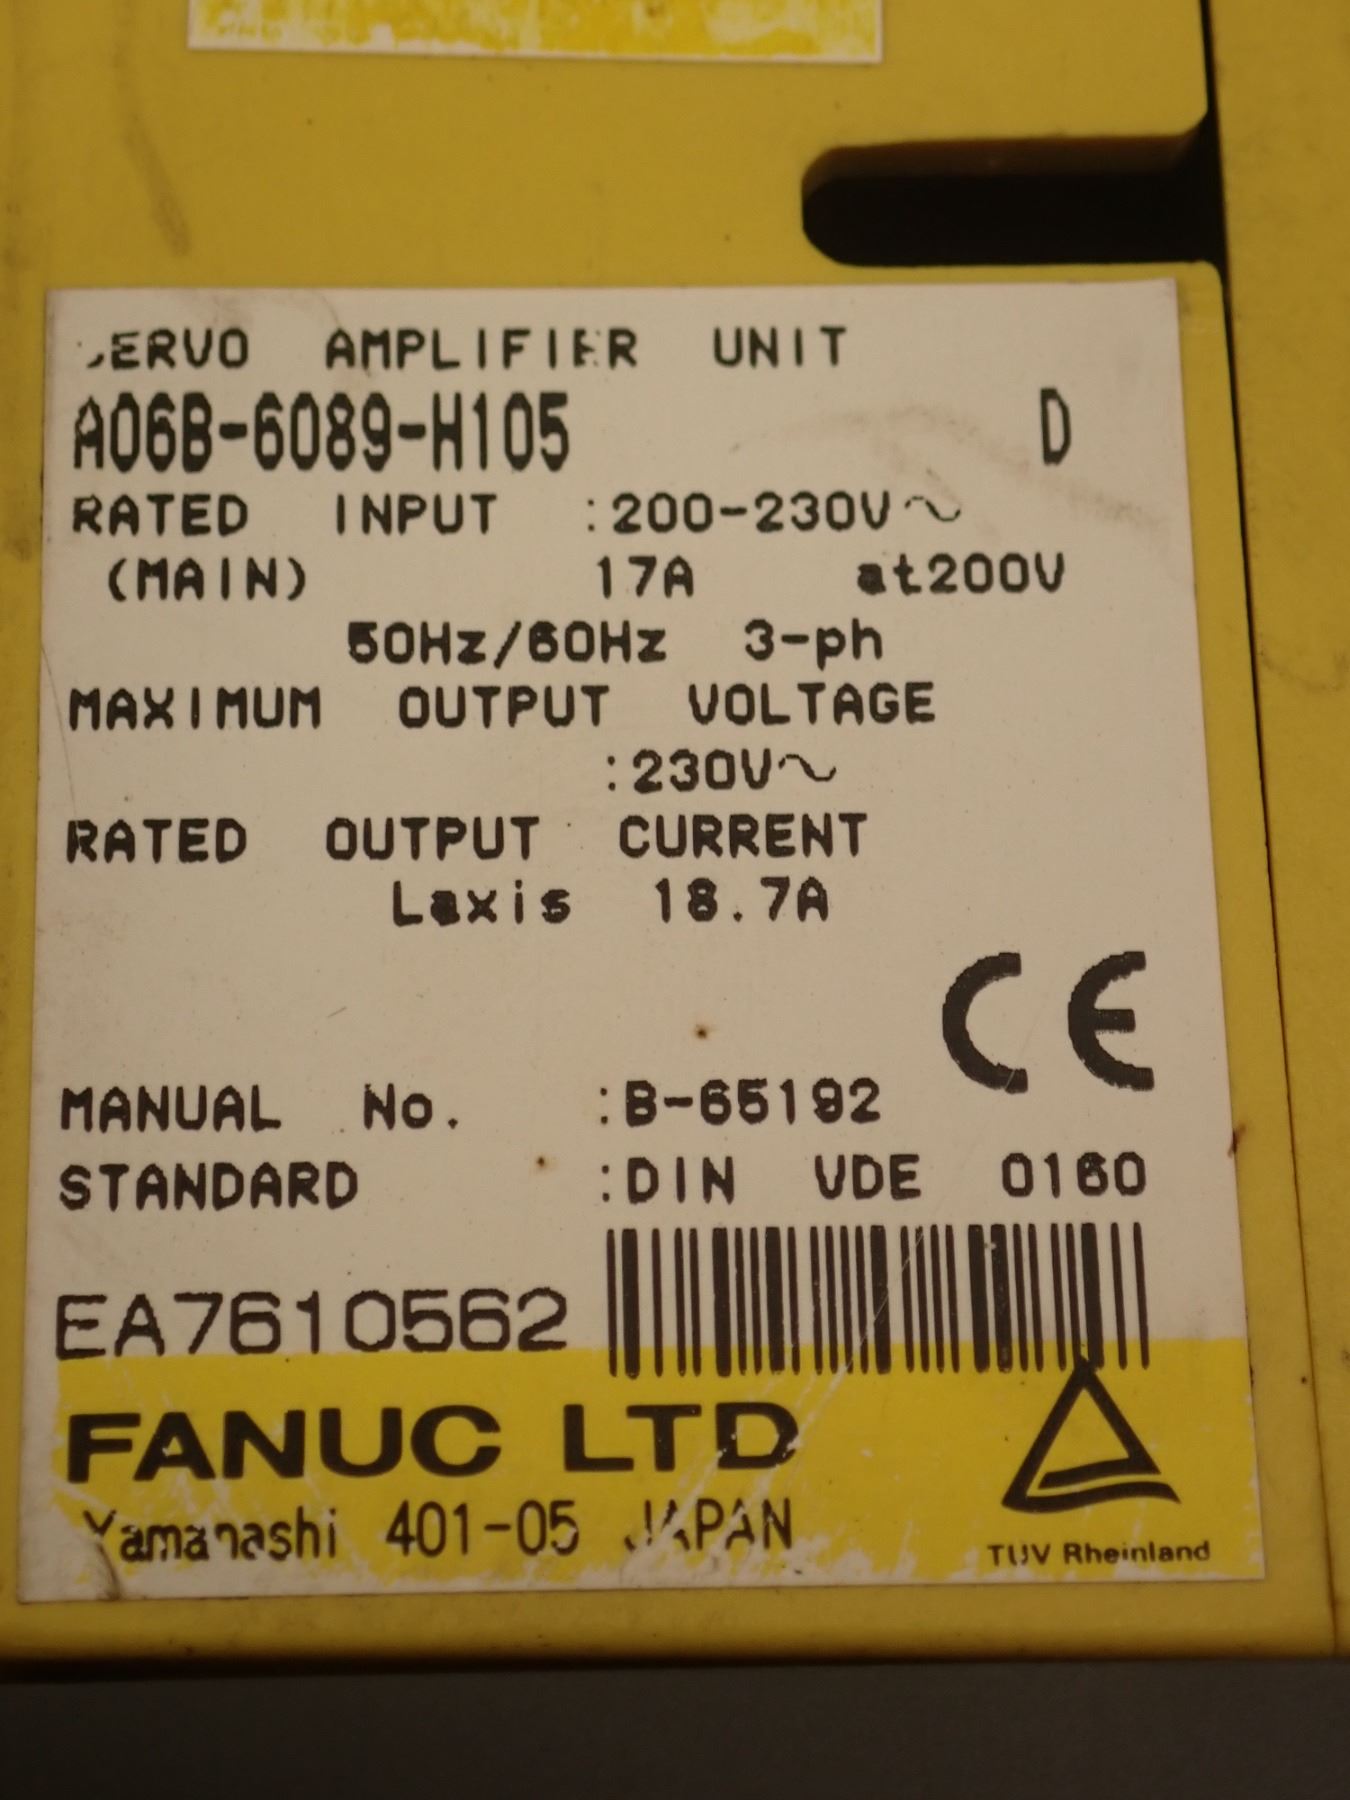 SERVO AMPLIFIER UNIT
A06B-6089-H105 D
RATED INPUT :200-230V~
(MAIN) 17A at200V
50Hz/60Hz 3-ph
MAXIMUM OUTPUT VOLTAGE
:230V~
RATED OUTPUT CURRENT
Laxis 18.7A
CE
MANUAL No. :B-65192
STANDARD :DIN VDE 0160
EA7610562
FANUC LTD
Yamanashi 401-05 JAPAN
TUV Rheinland